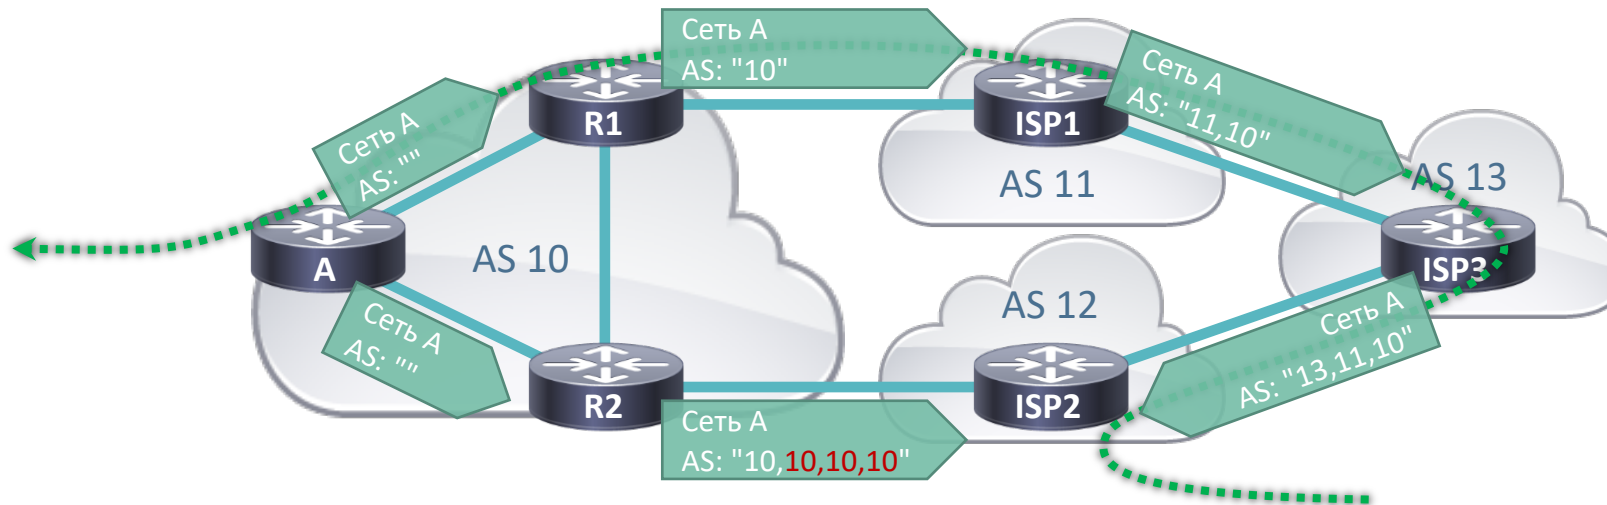 Сеть А
AS: "10"
R1
ISP1
Сеть А
AS: "11,10"
Сеть А
AS: ""
AS 11
AS 13
A
AS 10
ISP3
Сеть А
AS: ""
AS 12
Сеть А
AS: "13,11,10"
R2
ISP2
Сеть А
AS: "10,10,10,10"